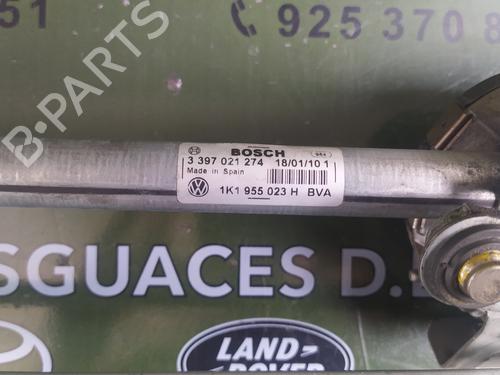 51
925 370 8
B-PARTS
BOSCH
3 397 021 274 18/01/10 1
Made in Spain
1K1 955 023 H BVA
SGUACES D.
LAND-
ROVER